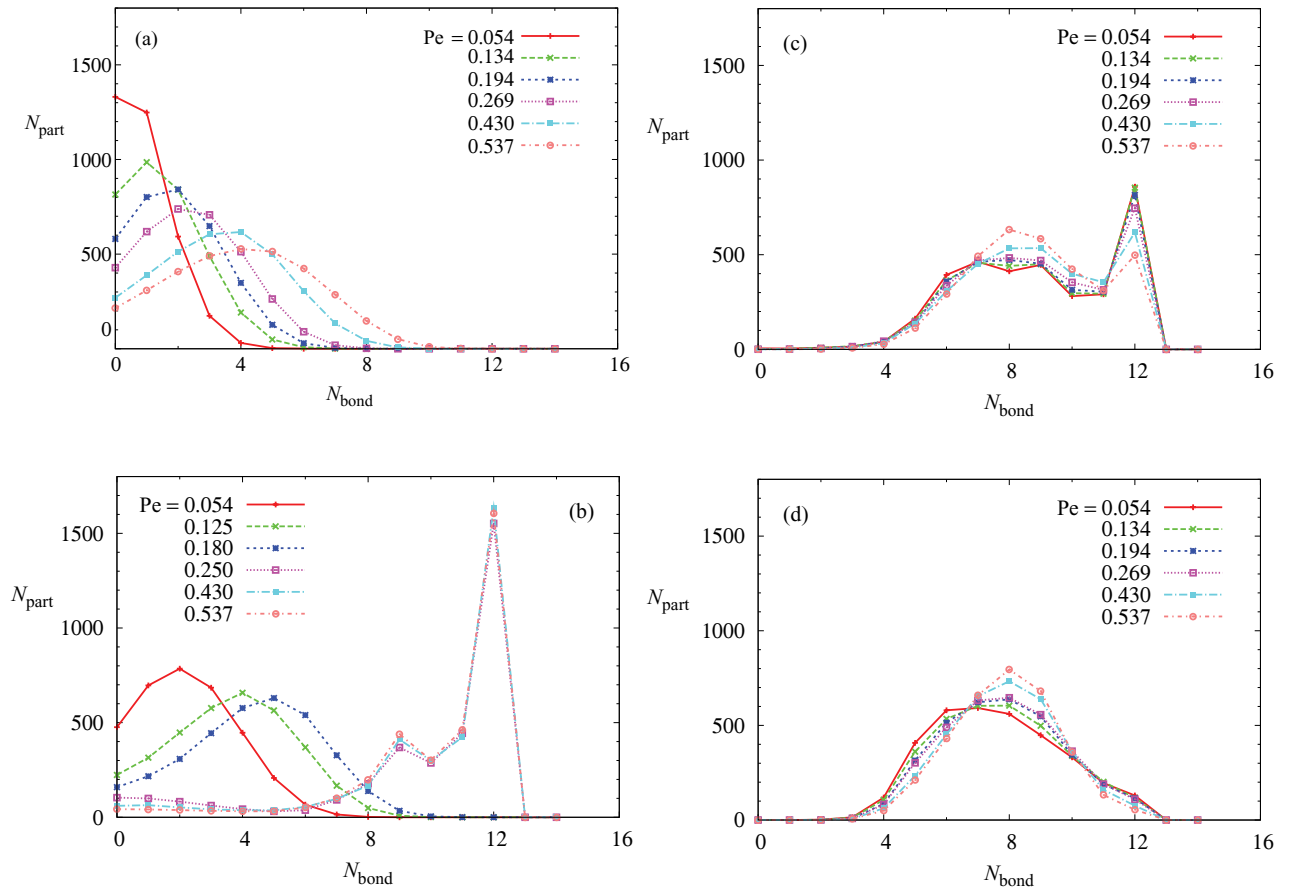 (a)
Pe = 0.054
0.134
0.194
0.269
0.430
0.537
N_part
1500
1000
500
0
0 4 8 12 16
N_bond
(c)
Pe = 0.054
0.134
0.194
0.269
0.430
0.537
N_part
1500
1000
500
0
0 4 8 12 16
N_bond
(b)
Pe = 0.054
0.125
0.180
0.250
0.430
0.537
N_part
1500
1000
500
0
0 4 8 12 16
N_bond
(d)
Pe = 0.054
0.134
0.194
0.269
0.430
0.537
N_part
1500
1000
500
0
0 4 8 12 16
N_bond